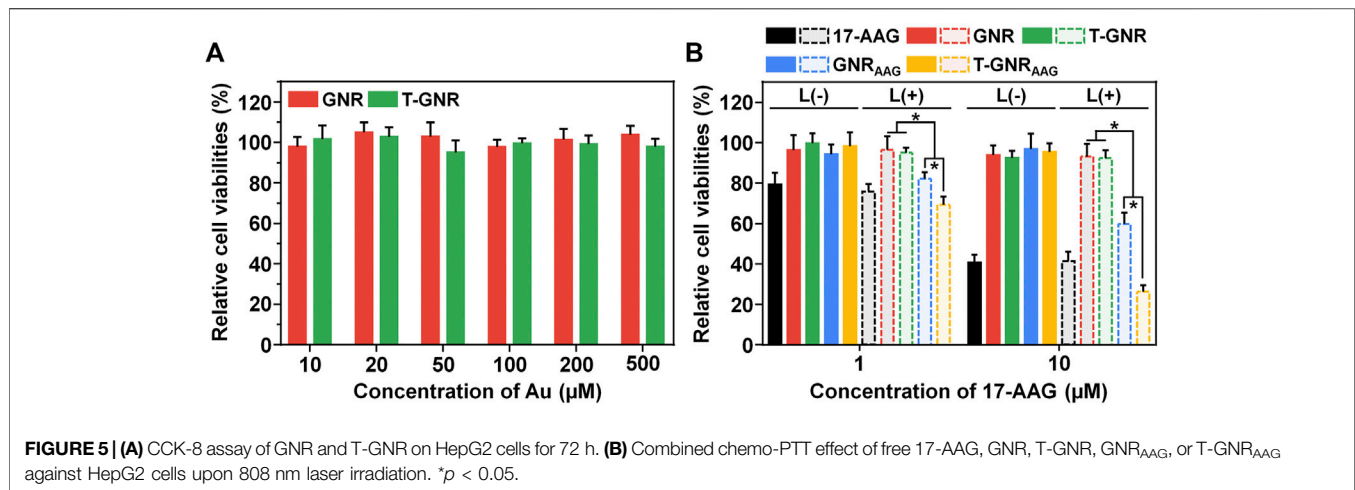 A
Relative cell viabilities (%)
120
100
80
60
40
20
0
GNR
T-GNR
10 20 50 100 200 500
Concentration of Au (µM)
B
17-AAG GNR T-GNR
GNR_AAG T-GNR_AAG
Relative cell viabilities (%)
120
100
80
60
40
20
0
L(-) L(+) L(-) L(+)
* *
* *
1 10
Concentration of 17-AAG (µM)
FIGURE 5 | (A) CCK-8 assay of GNR and T-GNR on HepG2 cells for 72 h. (B) Combined chemo-PTT effect of free 17-AAG, GNR, T-GNR, GNR_AAG, or T-GNR_AAG
against HepG2 cells upon 808 nm laser irradiation. *p < 0.05.